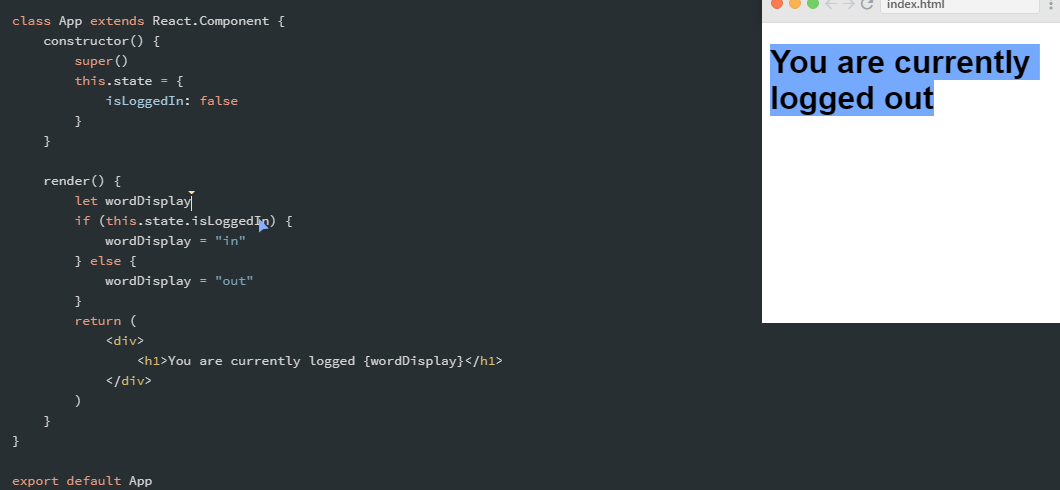 class App extends React.Component {
    constructor() {
        super()
        this.state = {
            isLoggedIn: false
        }
    }

    render() {
        let wordDisplay
        if (this.state.isLoggedIn) {
            wordDisplay = "in"
        } else {
            wordDisplay = "out"
        }
        return (
            <div>
                <h1>You are currently logged {wordDisplay}</h1>
            </div>
        )
    }
}

export default App
index.html
You are currently
logged out